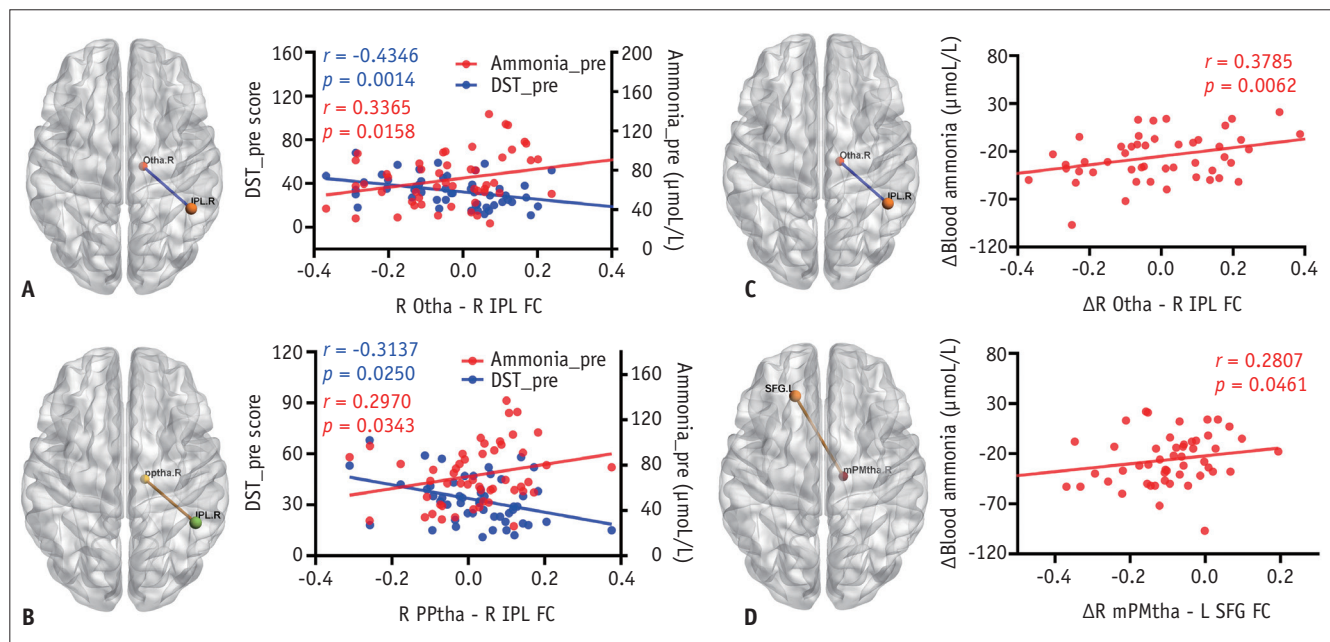 Otha.R
IPL.R
A
r = -0.4346
p = 0.0014
r = 0.3365
p = 0.0158
Ammonia_pre
DST_pre
DST_pre score
160
120
80
40
0
Ammonia_pre (μmoL/L)
200
160
120
80
40
0
-0.4 -0.2 0.0 0.2 0.4
R Otha - R IPL FC
pptha.R
IPL.R
B
r = -0.3137
p = 0.0250
r = 0.2970
p = 0.0343
Ammonia_pre
DST_pre
DST_pre score
120
90
60
30
0
Ammonia_pre (μmoL/L)
160
120
80
40
0
-0.4 -0.2 0.0 0.2 0.4
R PPtha - R IPL FC
Otha.R
IPL.R
C
r = 0.3785
p = 0.0062
ΔBlood ammonia (μmoL/L)
80
30
-20
-70
-120
-0.4 -0.2 0.0 0.2 0.4
ΔR Otha - R IPL FC
SFG.L
mPMtha.R
D
r = 0.2807
p = 0.0461
ΔBlood ammonia (μmoL/L)
80
30
-20
-70
-120
-0.4 -0.2 0.0 0.2
ΔR mPMtha - L SFG FC